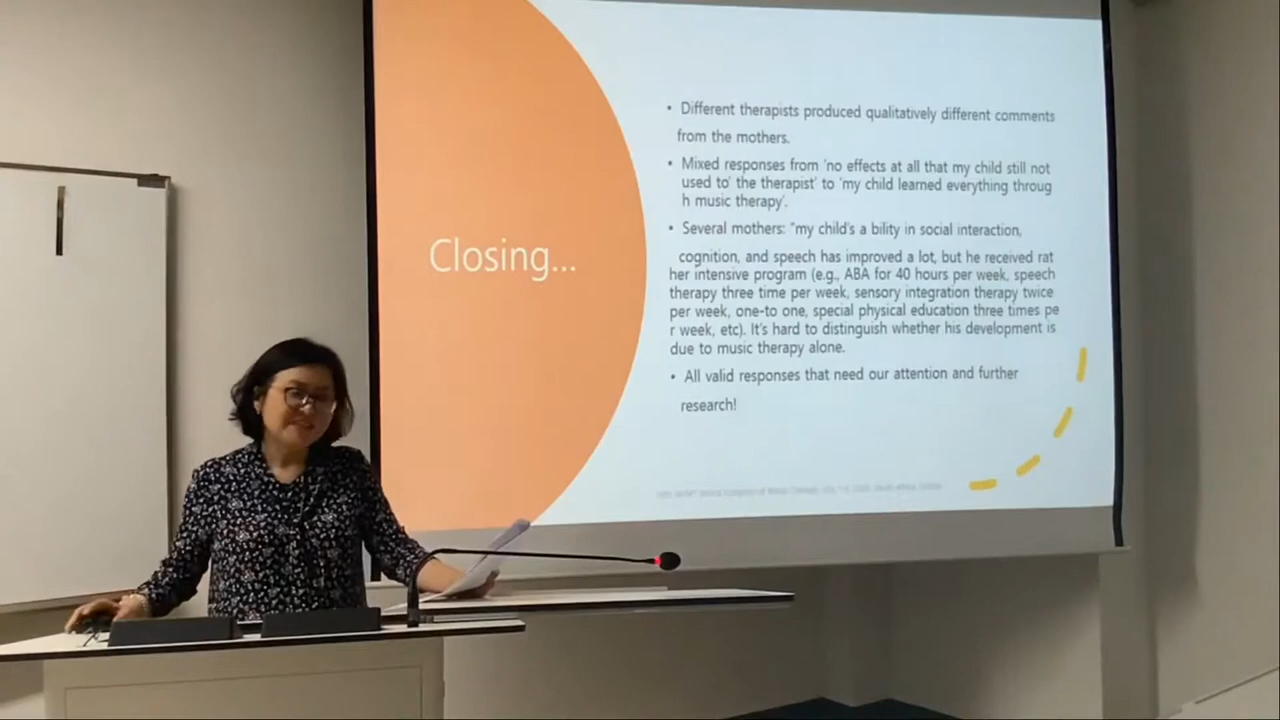 Closing...
• Different therapists produced qualitatively different comments
from the mothers.
• Mixed responses from 'no effects at all that my child still not
used to' the therapist' to 'my child learned everything throug
h music therapy'.
• Several mothers: "my child's a bility in social interaction,
cognition, and speech has improved a lot, but he received rat
her intensive program (e.g., ABA for 40 hours per week, speech
therapy three time per week, sensory integration therapy twice
per week, one-to one, special physical education three times pe
r week, etc). It's hard to distinguish whether his development is
due to music therapy alone.
• All valid responses that need our attention and further
research!